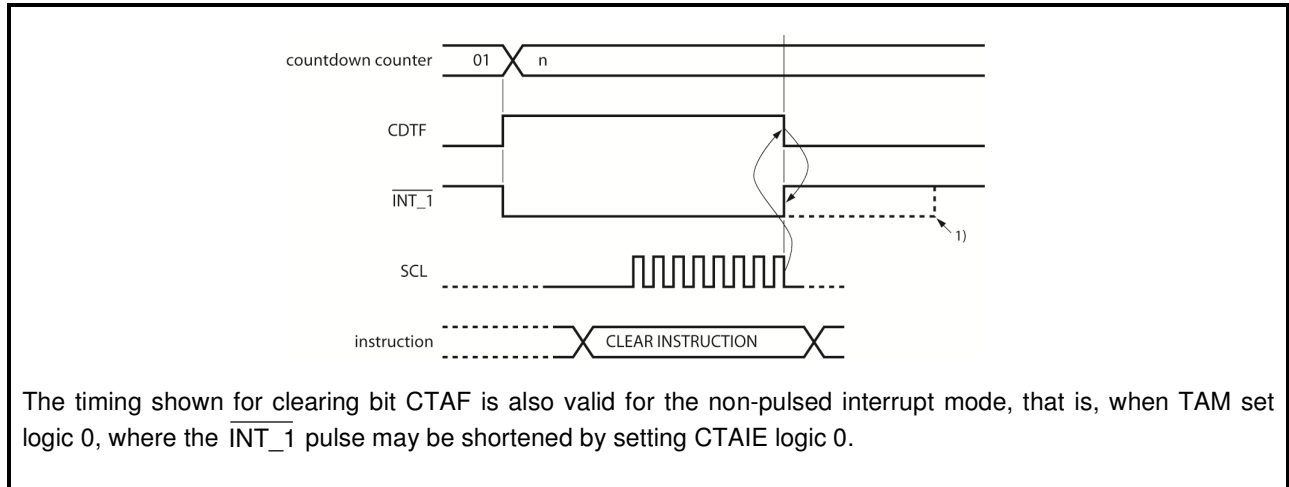 countdown counter 01 n
CDTF
INT_1
1)
SCL
instruction CLEAR INSTRUCTION
The timing shown for clearing bit CTAF is also valid for the non-pulsed interrupt mode, that is, when TAM set
logic 0, where the INT_1 pulse may be shortened by setting CTAIE logic 0.